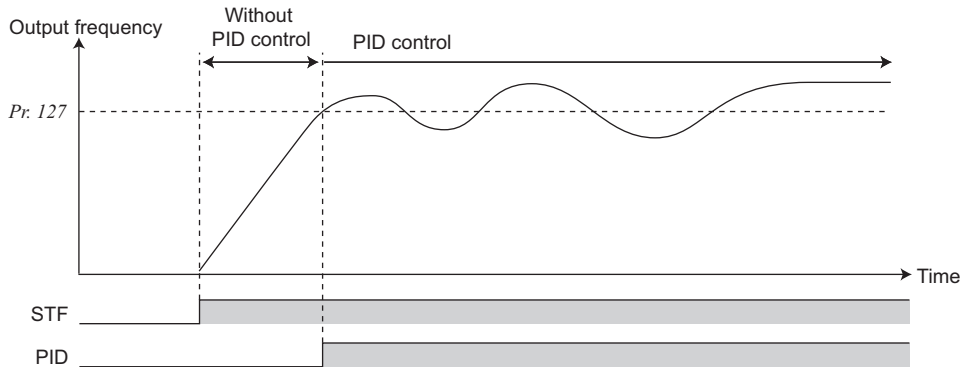 Output frequency
Without
PID control
PID control
Pr. 127
Time
STF
PID